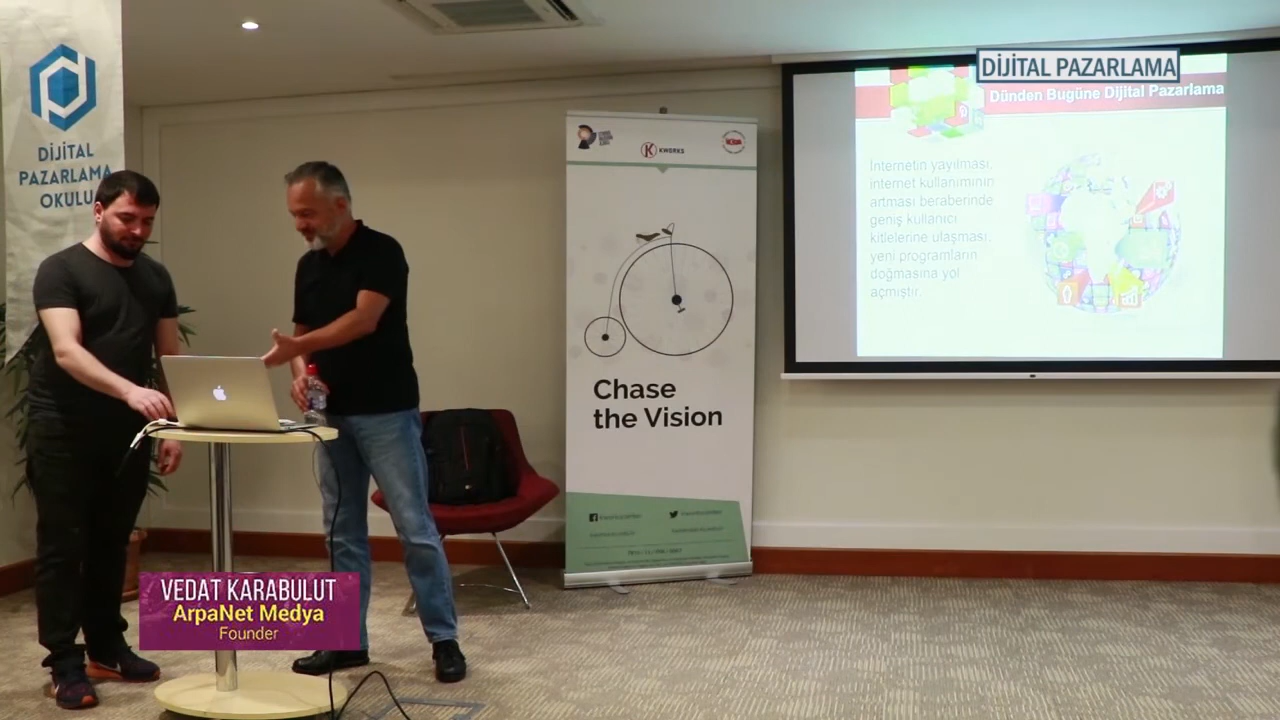 DİJİTAL
PAZARLAMA
OKULU
KWORKS
Chase
the Vision
DİJİTAL PAZARLAMA
Dünden Bugüne Dijital Pazarlama
İnternetin yayılması,
internet kullanımının
artması beraberinde
geniş kullanıcı
kitlelerine ulaşması,
yeni programların
doğmasına yol
açmıştır.
VEDAT KARABULUT
ArpaNet Medya
Founder